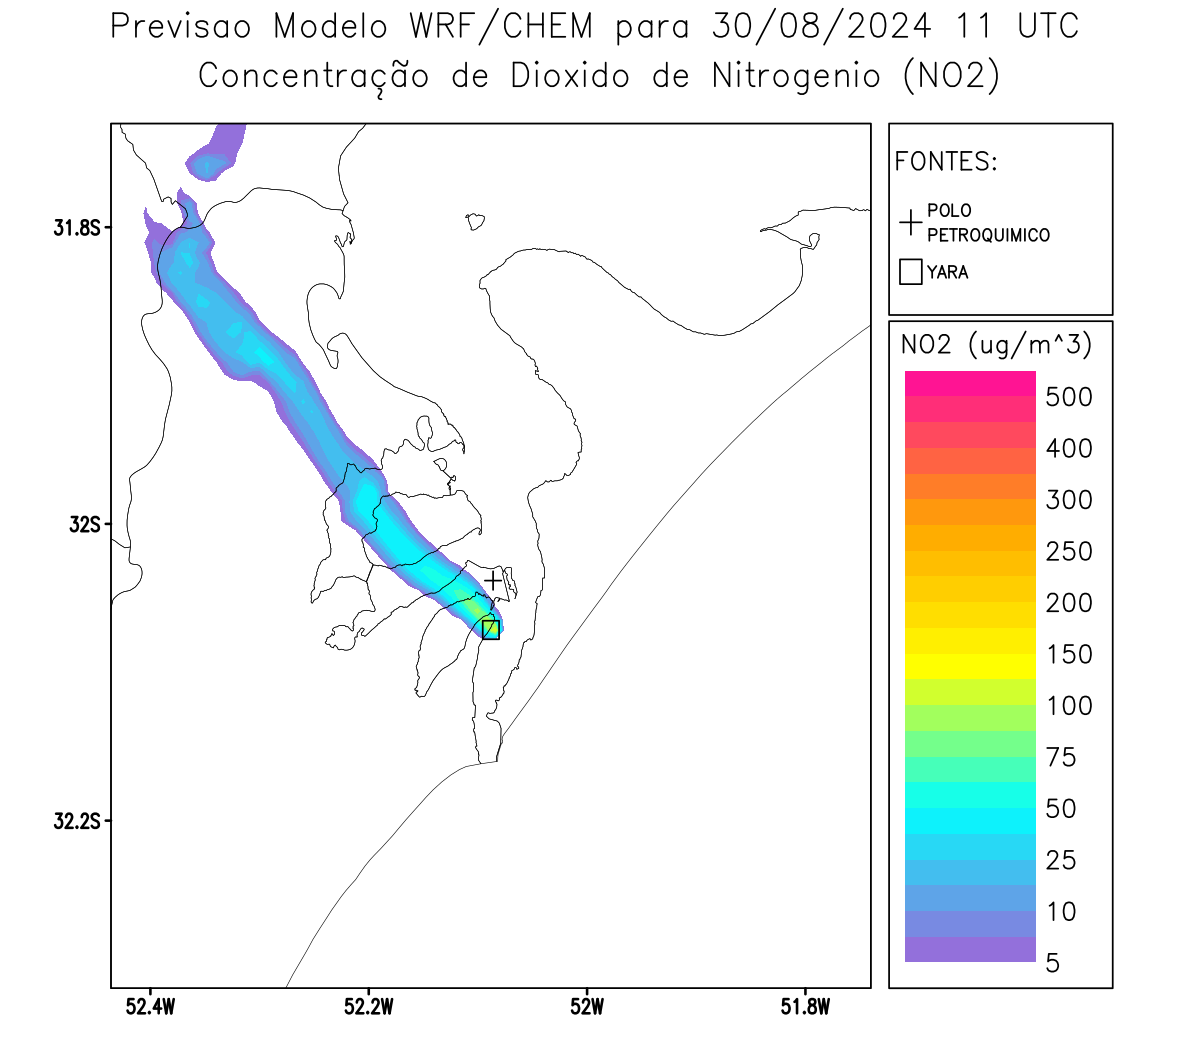 Previsao Modelo WRF/CHEM para 30/08/2024 11 UTC
Concentração de Dioxido de Nitrogenio (NO2)
FONTES:
POLO
PETROQUIMICO
YARA
31.8S
32S
32.2S
52.4W
52.2W
52W
51.8W
NO2 (ug/m^3)
500
400
300
250
200
150
100
75
50
25
10
5